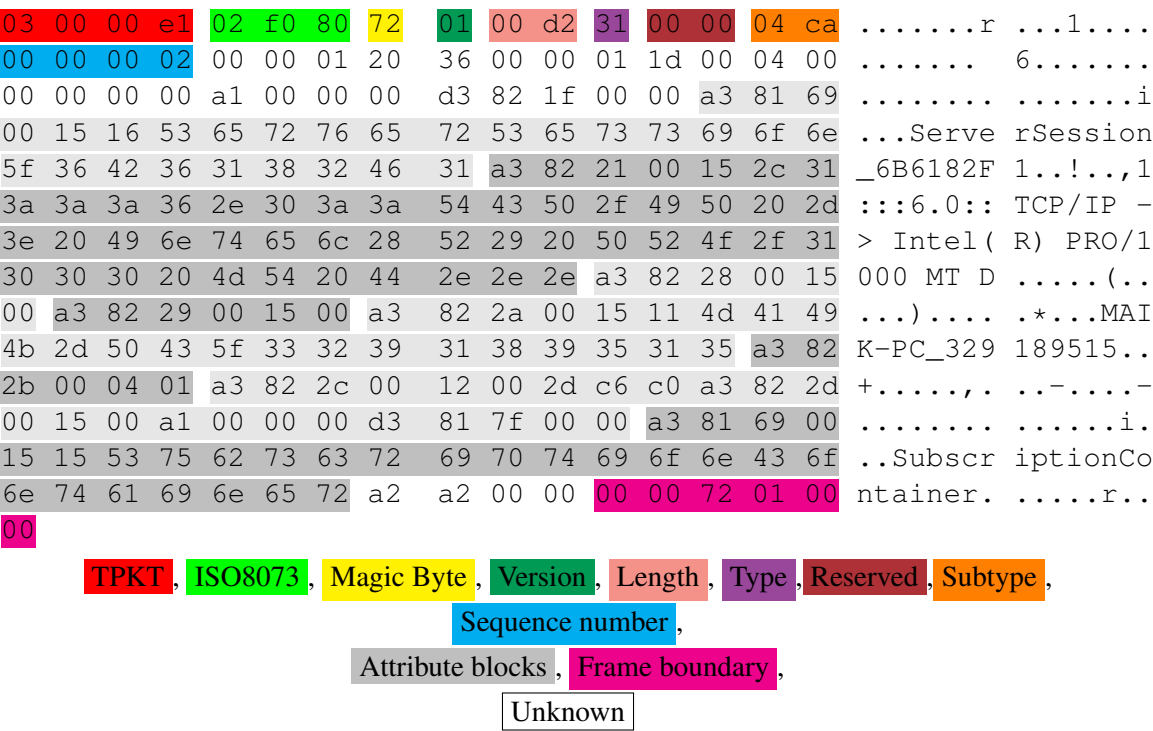 03 00 00 e1 02 f0 80 72 01 00 d2 31 00 00 04 ca .......r ...1....
00 00 00 02 00 00 01 20 36 00 00 01 1d 00 04 00 ....... 6.......
00 00 00 00 a1 00 00 00 d3 82 1f 00 00 a3 81 69 ........ .......i
00 15 16 53 65 72 76 65 72 53 65 73 73 69 6f 6e ...Serve rSession
5f 36 42 36 31 38 32 46 31 a3 82 21 00 15 2c 31 _6B6182F 1..!..,1
3a 3a 3a 36 2e 30 3a 3a 54 43 50 2f 49 50 20 2d :::6.0:: TCP/IP -
3e 20 49 6e 74 65 6c 28 52 29 20 50 52 4f 2f 31 > Intel( R) PRO/1
30 30 30 20 4d 54 20 44 2e 2e 2e a3 82 28 00 15 000 MT D .....(..
00 a3 82 29 00 15 00 a3 82 2a 00 15 11 4d 41 49 ...).... .*...MAI
4b 2d 50 43 5f 33 32 39 31 38 39 35 31 35 a3 82 K-PC_329 189515..
2b 00 04 01 a3 82 2c 00 12 00 2d c6 c0 a3 82 2d +.....,. ..-....-
00 15 00 a1 00 00 00 d3 81 7f 00 00 a3 81 69 00 ........ ......i.
15 15 53 75 62 73 63 72 69 70 74 69 6f 6e 43 6f ..Subscr iptionCo
6e 74 61 69 6e 65 72 a2 a2 00 00 00 00 72 01 00 ntainer. .....r..
00
TPKT, ISO8073, Magic Byte, Version, Length, Type, Reserved, Subtype,
Sequence number,
Attribute blocks, Frame boundary,
Unknown